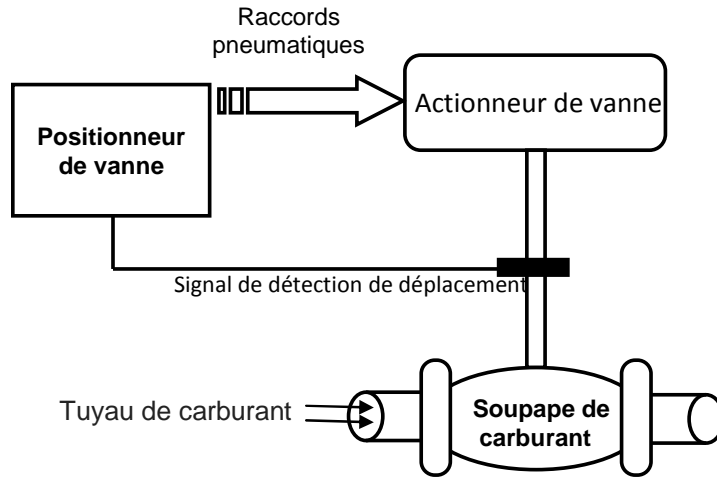 Raccords
pneumatiques
Actionneur de vanne
Positionneur
de vanne
Signal de détection de déplacement
Tuyau de carburant
Soupape de
carburant